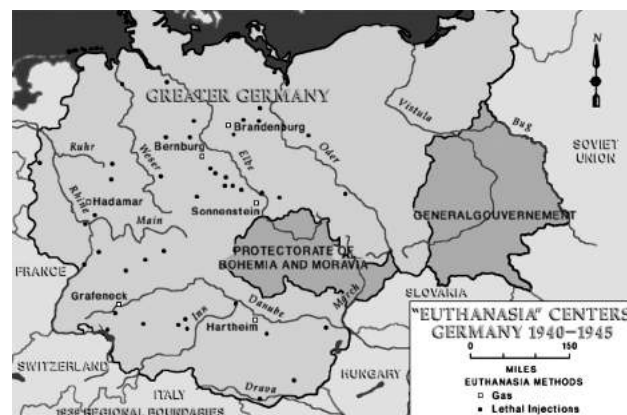 GREATER GERMANY
Brandenburg
Bernburg
Vistula
Bug
SOVIET
UNION
Ruhr
Weser
Elbe
Oder
Rhine
Hadamar
Main
Sonnenstein
GENERALGOUVERNEMENT
PROTECTORATE OF
BOHEMIA AND MORAVIA
FRANCE
SLOVAKIA
Grafeneck
Inn
Danube
March
Hartheim
SWITZERLAND
ITALY
Drava
HUNGARY
1938 REGIONAL BOUNDARIES
N
"EUTHANASIA" CENTERS
GERMANY 1940–1945
0 150
MILES
EUTHANASIA METHODS
Gas
Lethal Injections